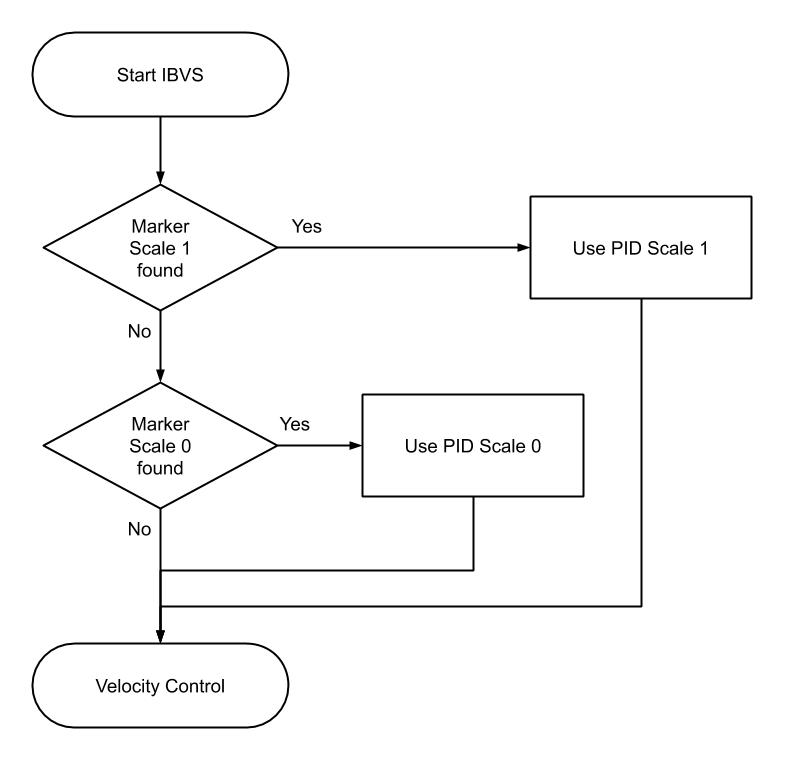 Start IBVS
Marker
Scale 1
found
Yes
Use PID Scale 1
No
Marker
Scale 0
found
Yes
Use PID Scale 0
No
Velocity Control